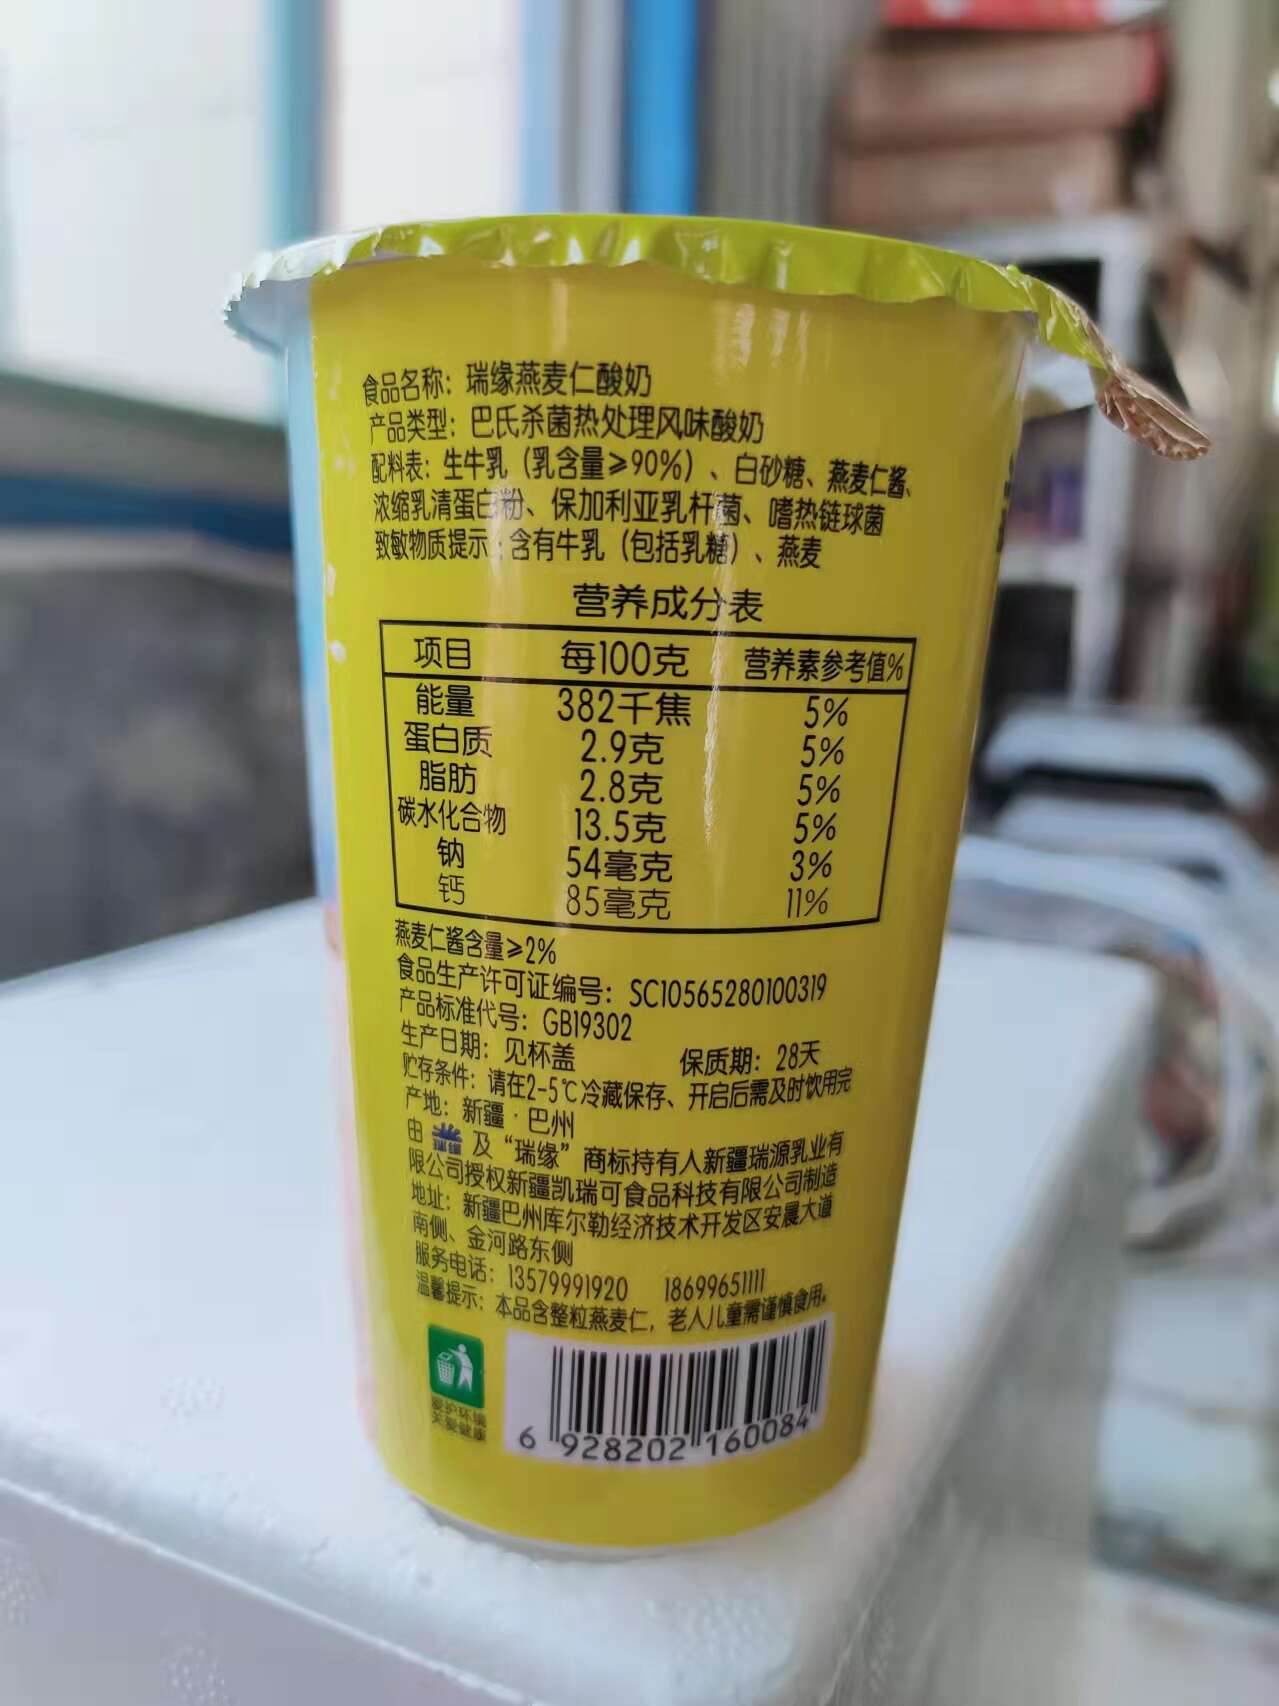 食品名称：瑞缘燕麦仁酸奶
产品类型：巴氏杀菌热处理风味酸奶
配料表：生牛乳（乳含量≥90%）、白砂糖、燕麦仁酱、
浓缩乳清蛋白粉、保加利亚乳杆菌、嗜热链球菌
致敏物质提示：含有牛乳（包括乳糖）、燕麦
营养成分表
项目 每100克 营养素参考值%
能量 382千焦 5%
蛋白质 2.9克 5%
脂肪 2.8克 5%
碳水化合物 13.5克 5%
钠 54毫克 3%
钙 85毫克 11%
燕麦仁酱含量≥2%
食品生产许可证编号：SC10565280100319
产品标准代号：GB19302
生产日期：见杯盖 保质期：28天
贮存条件：请在2-5℃冷藏保存、开启后需及时饮用完
产地：新疆·巴州
由 瑞缘 及“瑞缘”商标持有人新疆瑞源乳业有
限公司授权新疆凯瑞可食品科技有限公司制造
地址：新疆巴州库尔勒经济技术开发区安晨大道
南侧、金河路东侧
服务电话：13579991920 18699651111
温馨提示：本品含整粒燕麦仁，老人儿童需谨慎食用。
爱护环境
关爱健康
6 928202 160084